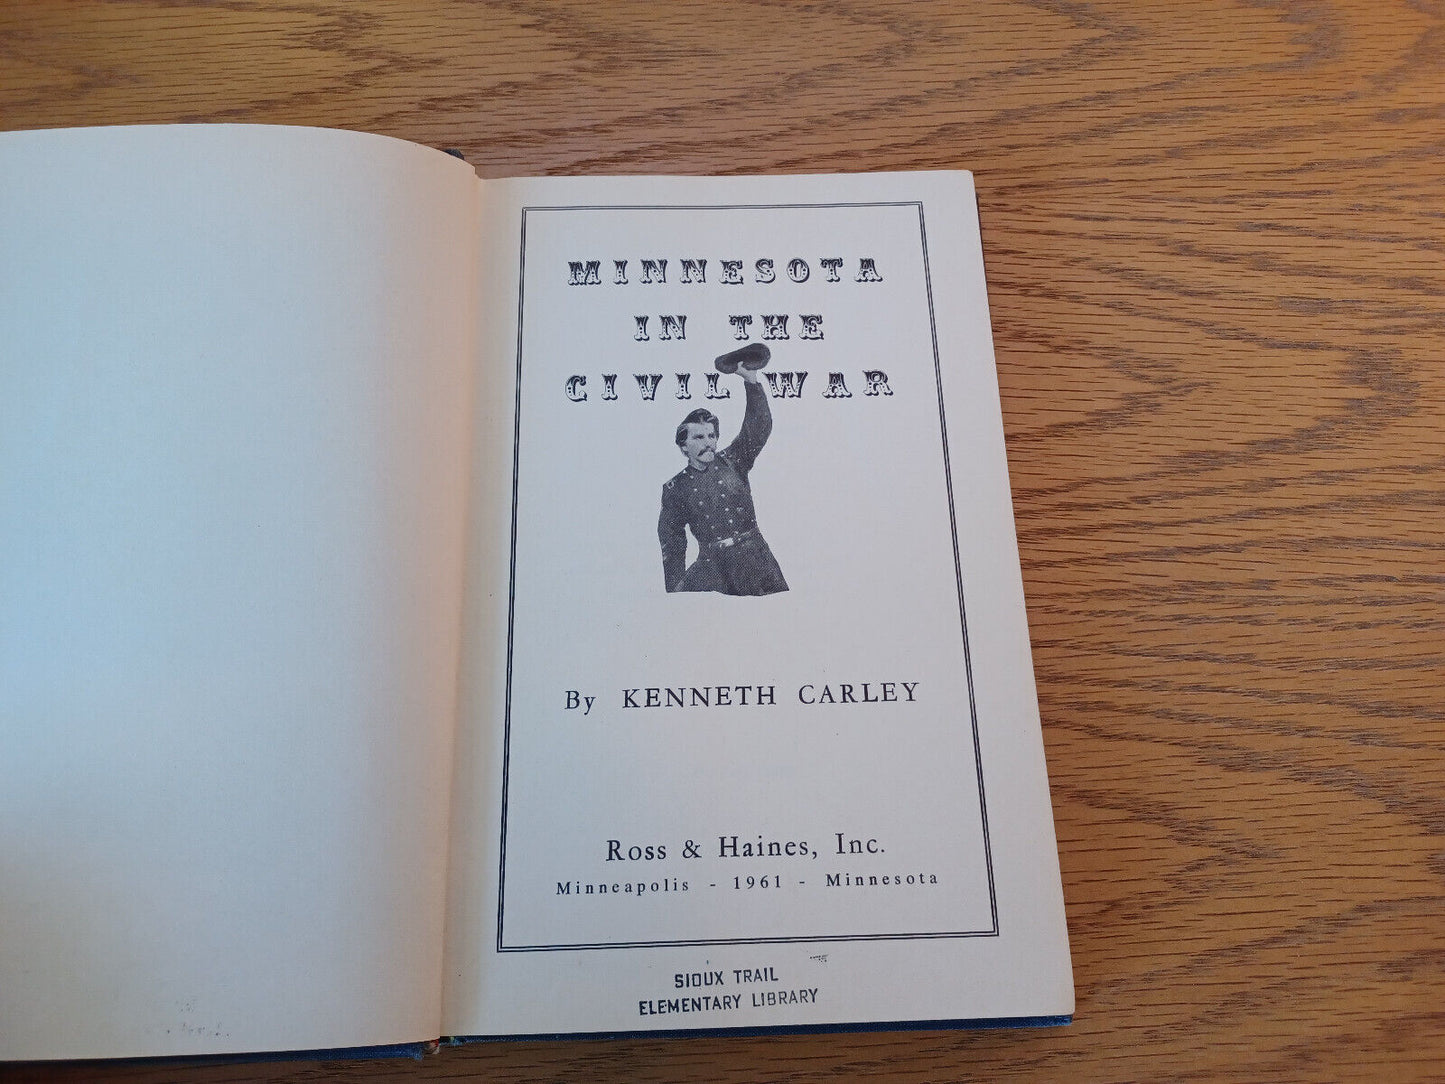 MINNESOTA
IN THE
CIVIL WAR
By KENNETH CARLEY
Ross & Haines, Inc.
Minneapolis - 1961 - Minnesota
SIOUX TRAIL
ELEMENTARY LIBRARY